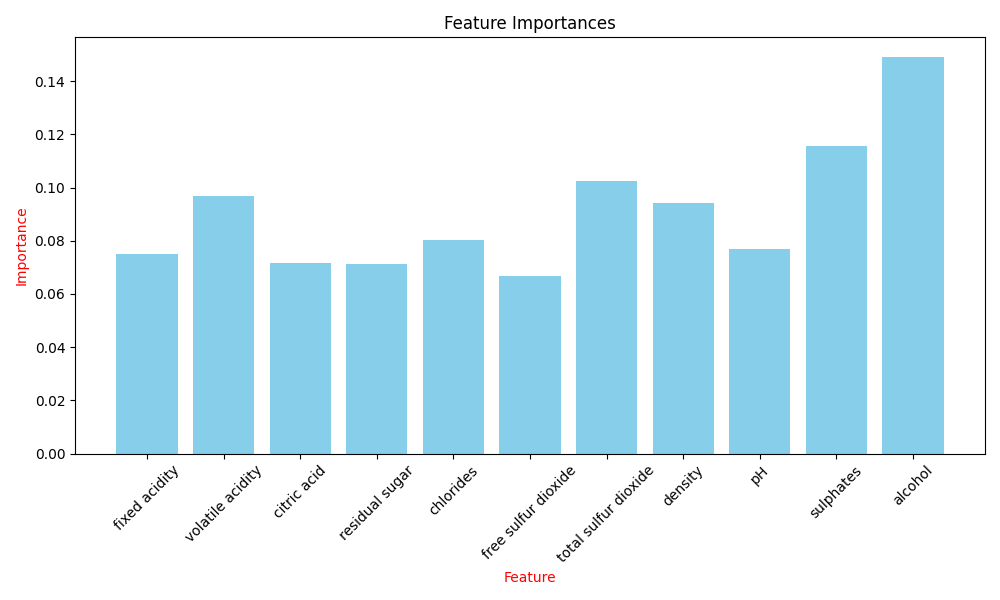 Feature Importances
Importance
0.14
0.12
0.10
0.08
0.06
0.04
0.02
0.00
fixed acidity
volatile acidity
citric acid
residual sugar
chlorides
free sulfur dioxide
total sulfur dioxide
density
pH
sulphates
alcohol
Feature